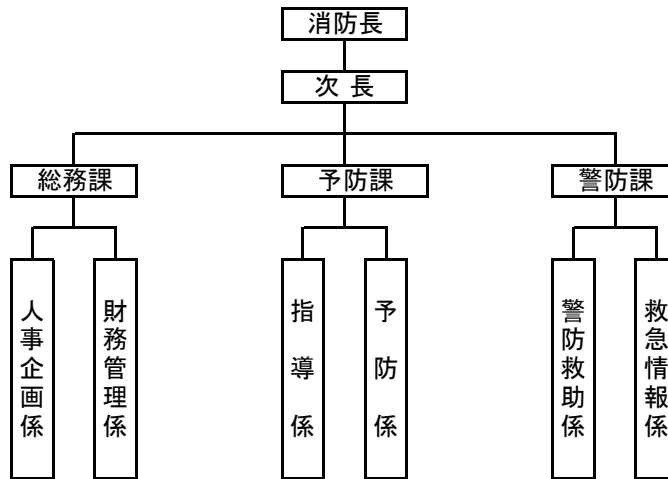 消防長
次 長
総務課
予防課
警防課
人事企画係
財務管理係
指導係
予防係
警防救助係
救急情報係